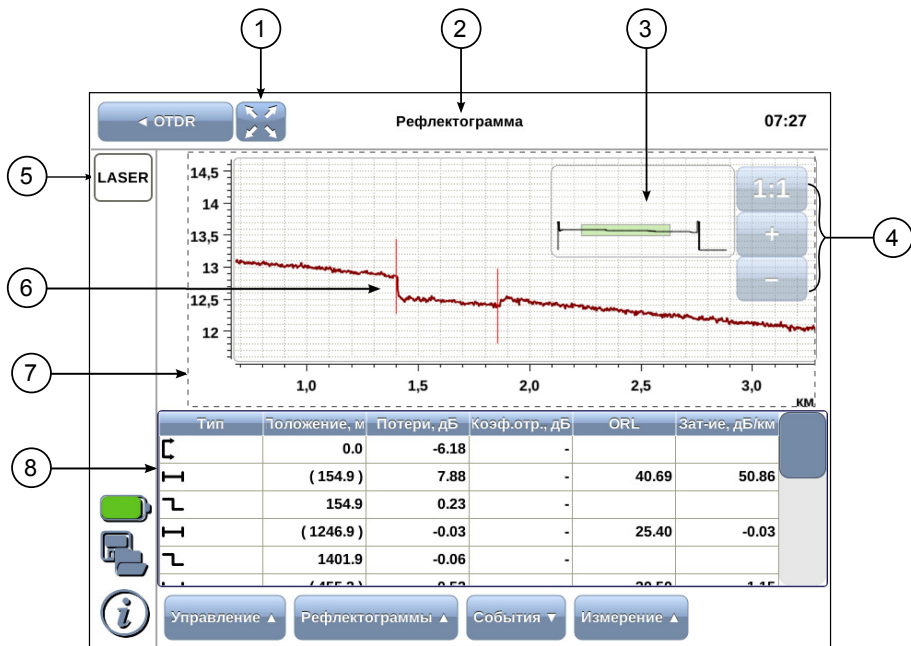 1 2 3
◄ OTDR Рефлектограмма 07:27
5 LASER
14,5
14
13,5
13
12,5
12
1:1
+
−
4
6
7
1,0 1,5 2,0 2,5 3,0
км
Тип Положение, м Потери, дБ Коэф.отр., дБ ORL Зат-ие, дБ/км
0.0 -6.18 -
( 154.9 ) 7.88 - 40.69 50.86
154.9 0.23 -
( 1246.9 ) -0.03 - 25.40 -0.03
1401.9 -0.06 -
8
i
Управление ▲ Рефлектограммы ▲ События ▼ Измерение ▲